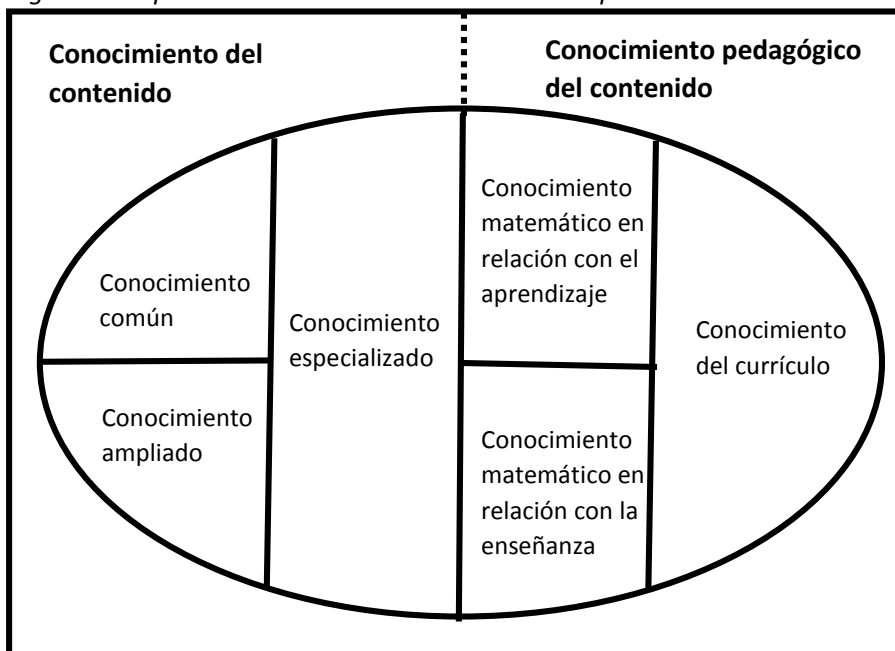 Conocimiento del
contenido
Conocimiento pedagógico
del contenido
Conocimiento
común
Conocimiento
ampliado
Conocimiento
especializado
Conocimiento
matemático en
relación con el
aprendizaje
Conocimiento
matemático en
relación con la
enseñanza
Conocimiento
del currículo